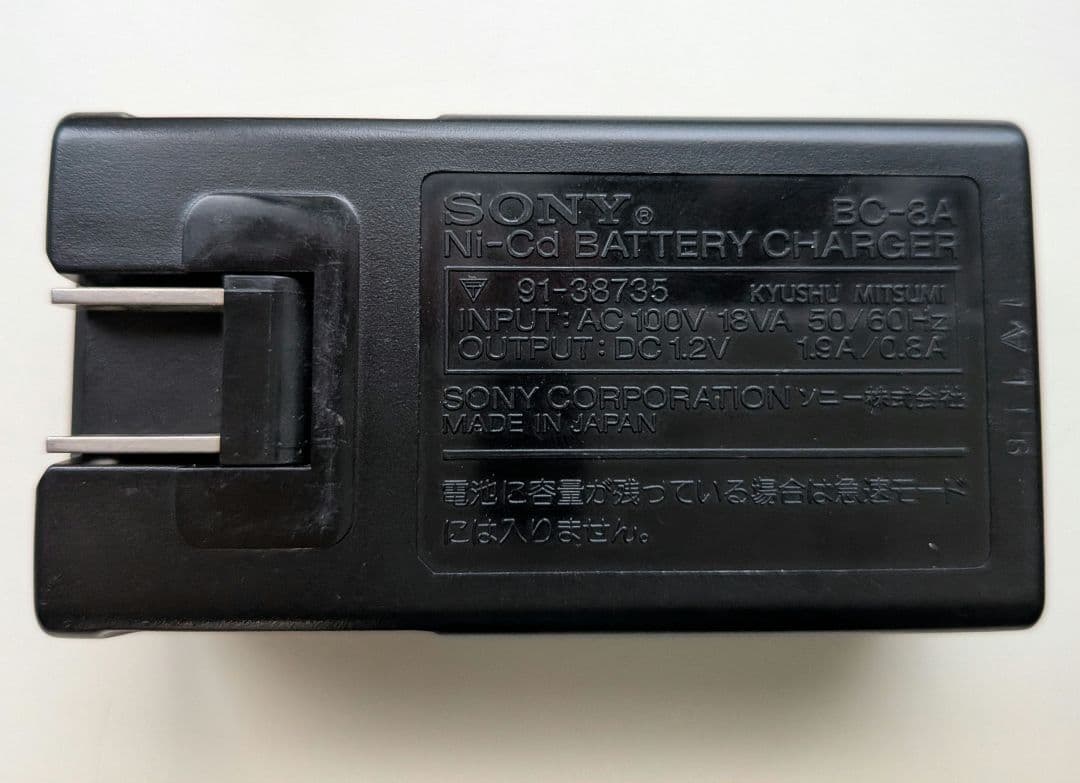 SONY® BC-8A
Ni-Cd BATTERY CHARGER
91-38735 KYUSHU MITSUMI
INPUT: AC 100V 18VA 50/60Hz
OUTPUT: DC 1.2V 1.9A/0.8A
SONY CORPORATION ソニー株式会社
MADE IN JAPAN
電池に容量が残っている場合は急速モード
には入りません。